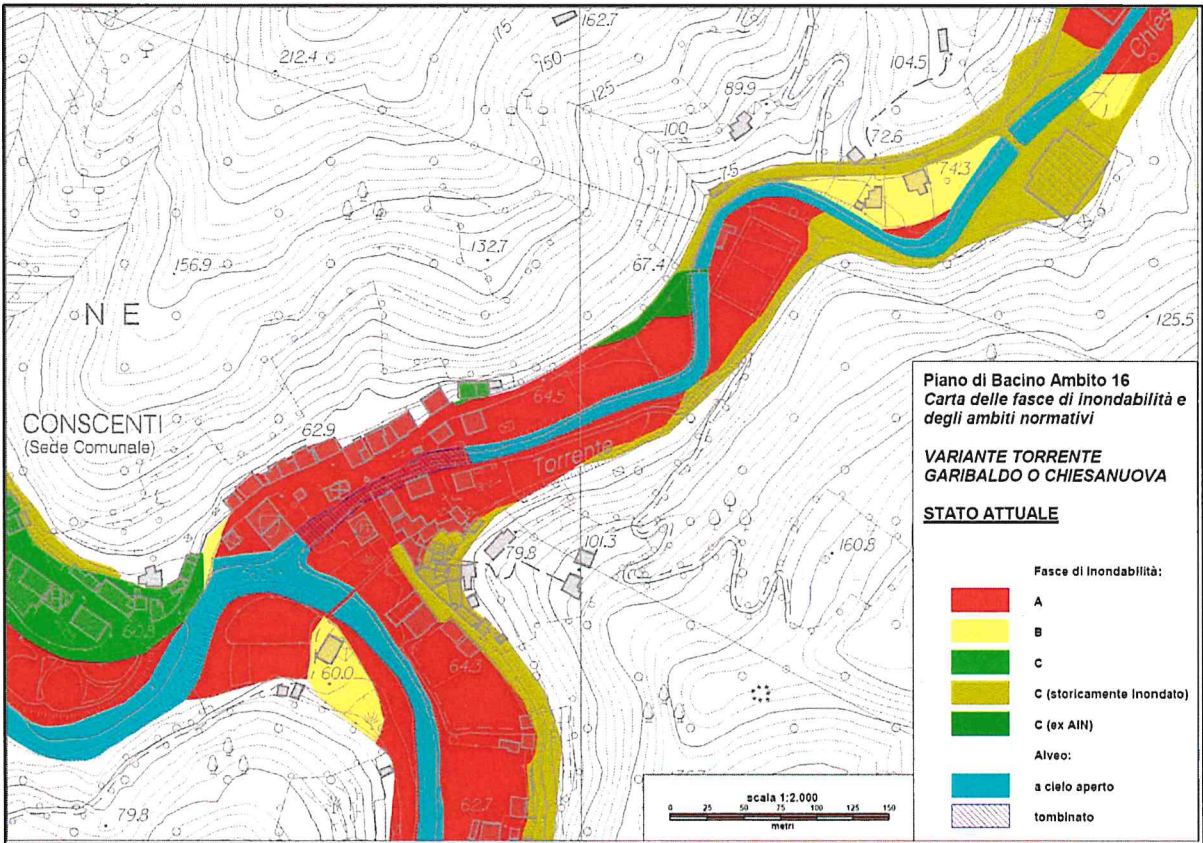 162.7
175
212.4
150
104.5
Chies
125
89.9
100
72.6
75
74.3
132.7
156.9
67.4
N E
125.5
CONSCENTI
(Sede Comunale)
64.5
62.9
Torrente
79.8
101.3
160.8
60.8
64.3
60.0
79.8
62.7
Piano di Bacino Ambito 16
Carta delle fasce di inondabilità e
degli ambiti normativi
VARIANTE TORRENTE
GARIBALDO O CHIESANUOVA
STATO ATTUALE
Fasce di Inondabilità:
A
B
C
C (storicamente Inondato)
C (ex AIN)
Alveo:
a cielo aperto
tombinato
scala 1:2.000
0 25 50 75 100 125 150
metri